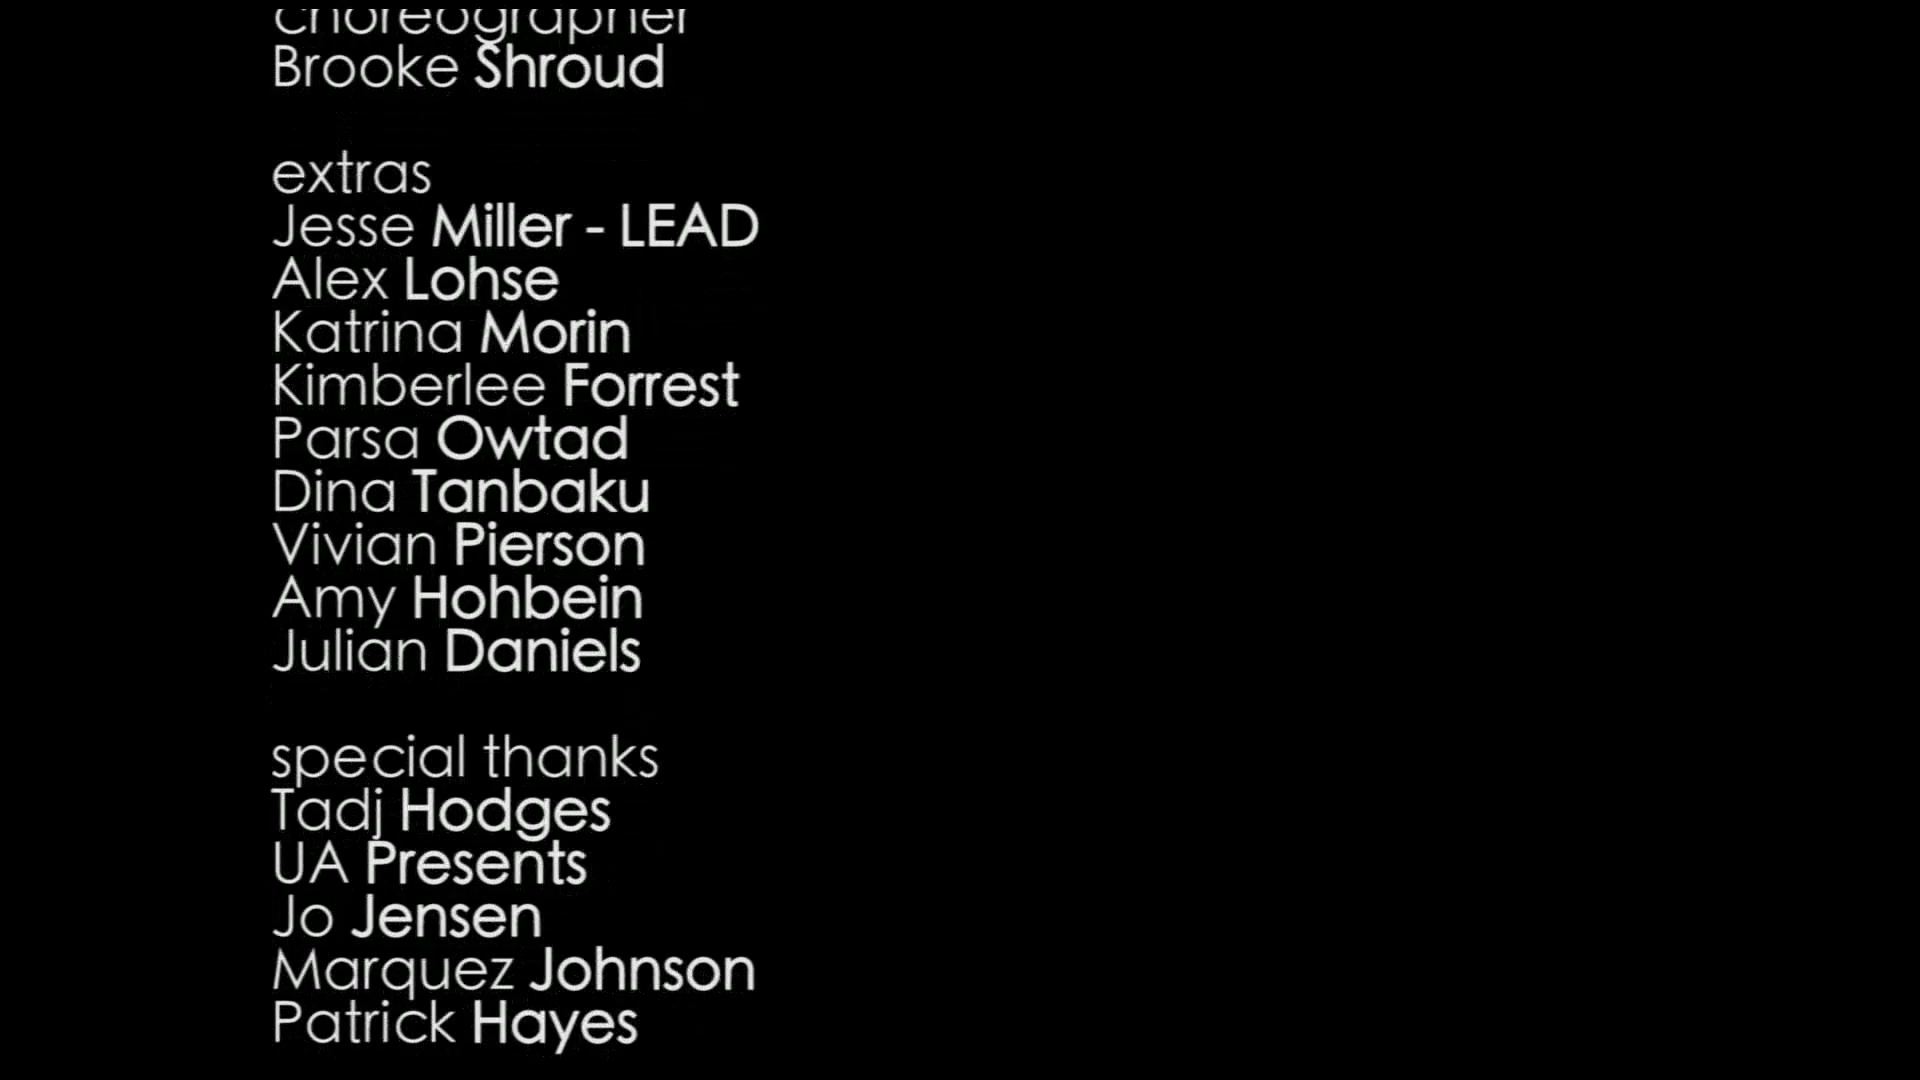 choreographer
Brooke Shroud
extras
Jesse Miller - LEAD
Alex Lohse
Katrina Morin
Kimberlee Forrest
Parsa Owtad
Dina Tanbaku
Vivian Pierson
Amy Hohbein
Julian Daniels
special thanks
Tadj Hodges
UA Presents
Jo Jensen
Marquez Johnson
Patrick Hayes